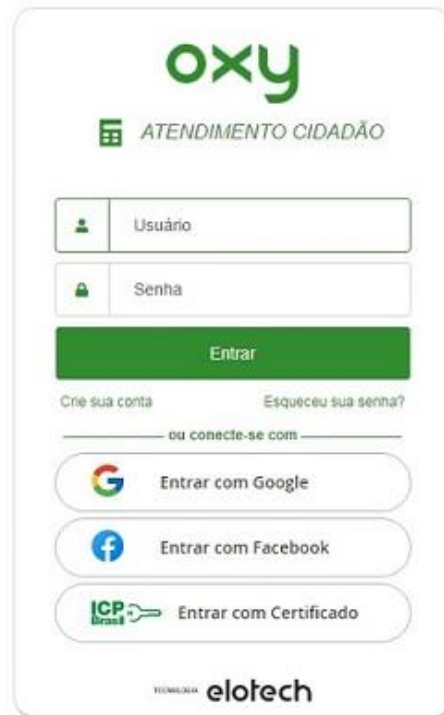 oxy
ATENDIMENTO CIDADÃO
Usuário
Senha
Entrar
Crie sua conta Esqueceu sua senha?
ou conecte-se com
Entrar com Google
Entrar com Facebook
ICP Brasil Entrar com Certificado
TECNOLOGIA elotech